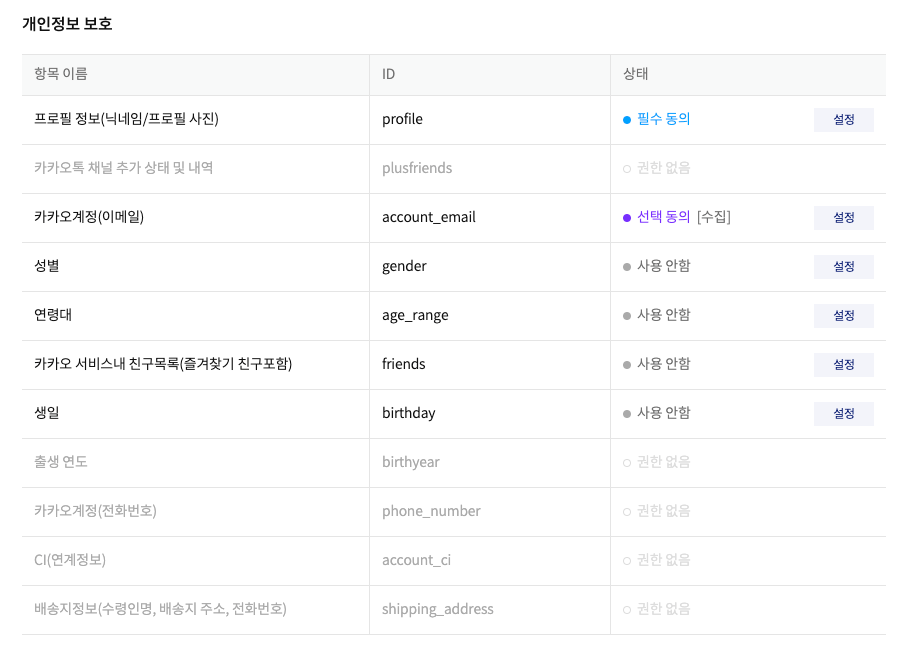 개인정보 보호
항목 이름 ID 상태
프로필 정보(닉네임/프로필 사진) profile 필수 동의 설정
카카오톡 채널 추가 상태 및 내역 plusfriends 권한 없음
카카오계정(이메일) account_email 선택 동의 [수집] 설정
성별 gender 사용 안함 설정
연령대 age_range 사용 안함 설정
카카오 서비스내 친구목록(즐겨찾기 친구포함) friends 사용 안함 설정
생일 birthday 사용 안함 설정
출생 연도 birthyear 권한 없음
카카오계정(전화번호) phone_number 권한 없음
CI(연계정보) account_ci 권한 없음
배송지정보(수령인명, 배송지 주소, 전화번호) shipping_address 권한 없음